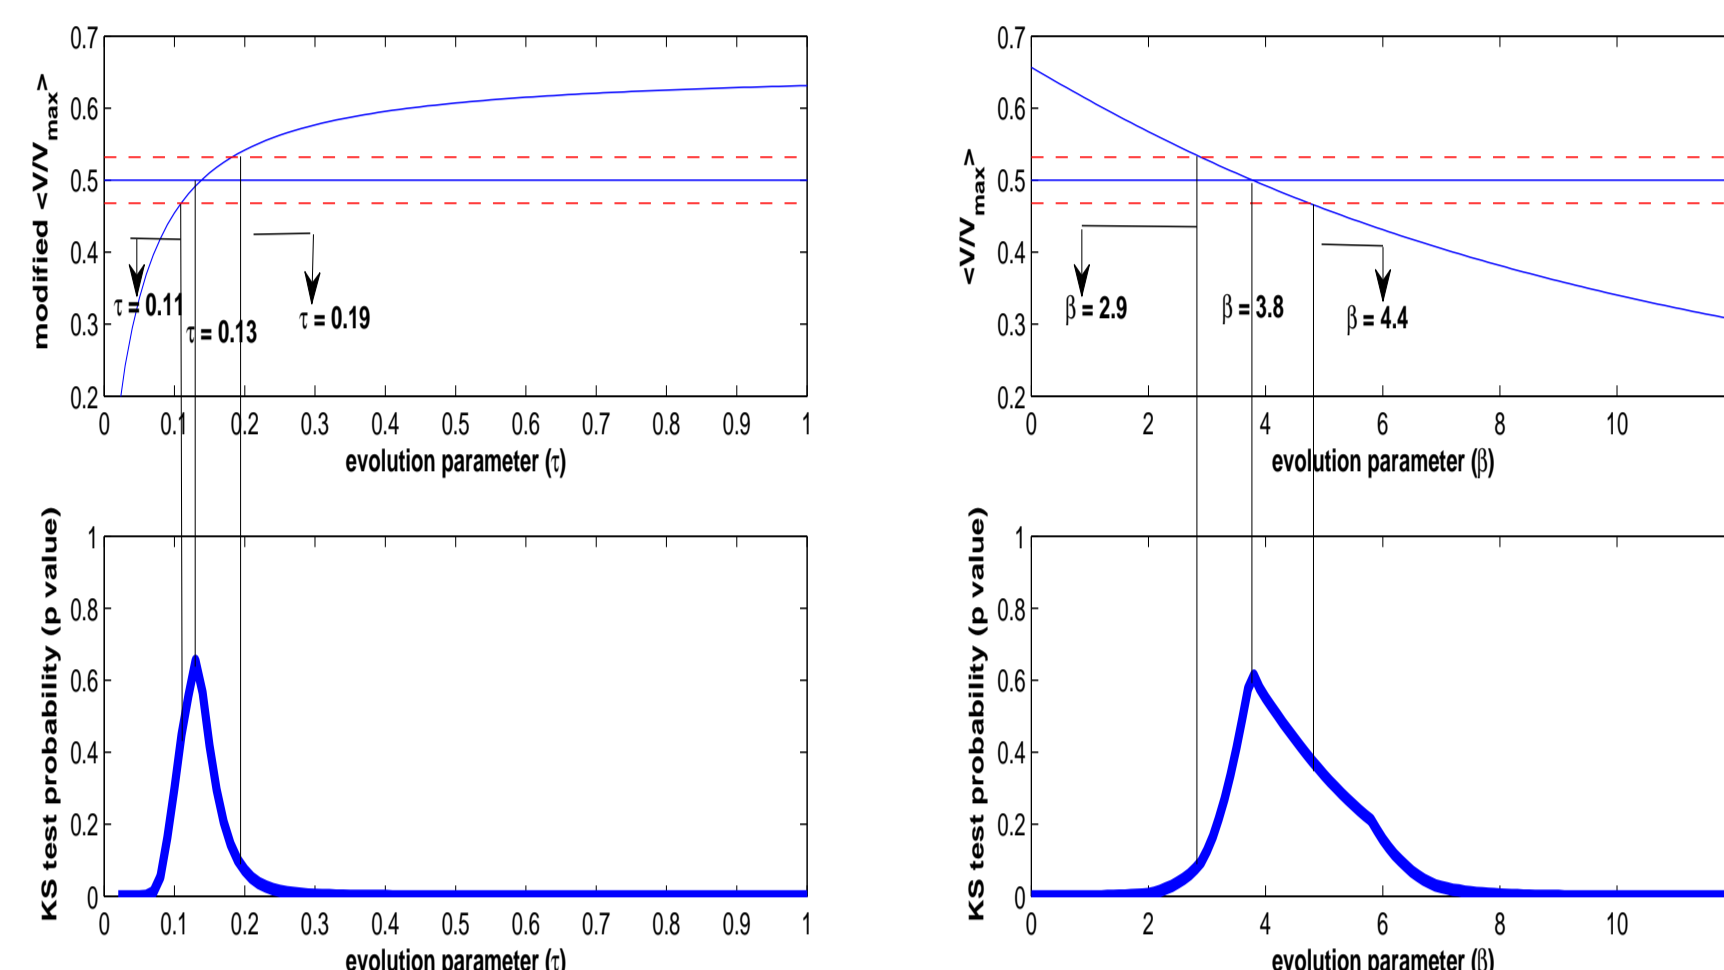 modified <V/Vmax>
0.7
0.6
0.5
0.4
0.3
0.2
τ = 0.11
τ = 0.13
τ = 0.19
0 0.1 0.2 0.3 0.4 0.5 0.6 0.7 0.8 0.9 1
evolution parameter (τ)
<V/Vmax>
0.7
0.6
0.5
0.4
0.3
0.2
β = 2.9
β = 3.8
β = 4.4
0 2 4 6 8 10
evolution parameter (β)
KS test probability (p value)
1
0.8
0.6
0.4
0.2
0
0 0.1 0.2 0.3 0.4 0.5 0.6 0.7 0.8 0.9 1
evolution parameter (τ)
KS test probability (p value)
1
0.8
0.6
0.4
0.2
0
0 2 4 6 8 10
evolution parameter (β)